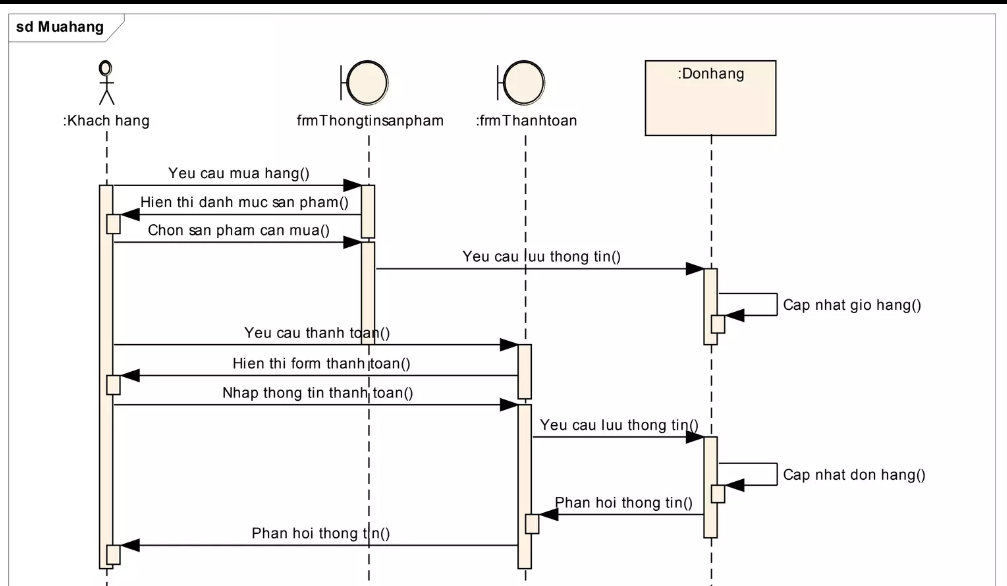 sd Muahang
:Khach hang
frmThongtinsanpham
:frmThanhtoan
:Donhang
Yeu cau mua hang()
Hien thi danh muc san pham()
Chon san pham can mua()
Yeu cau luu thong tin()
Cap nhat gio hang()
Yeu cau thanh toan()
Hien thi form thanh toan()
Nhap thong tin thanh toan()
Yeu cau luu thong tin()
Cap nhat don hang()
Phan hoi thong tin()
Phan hoi thong tin()